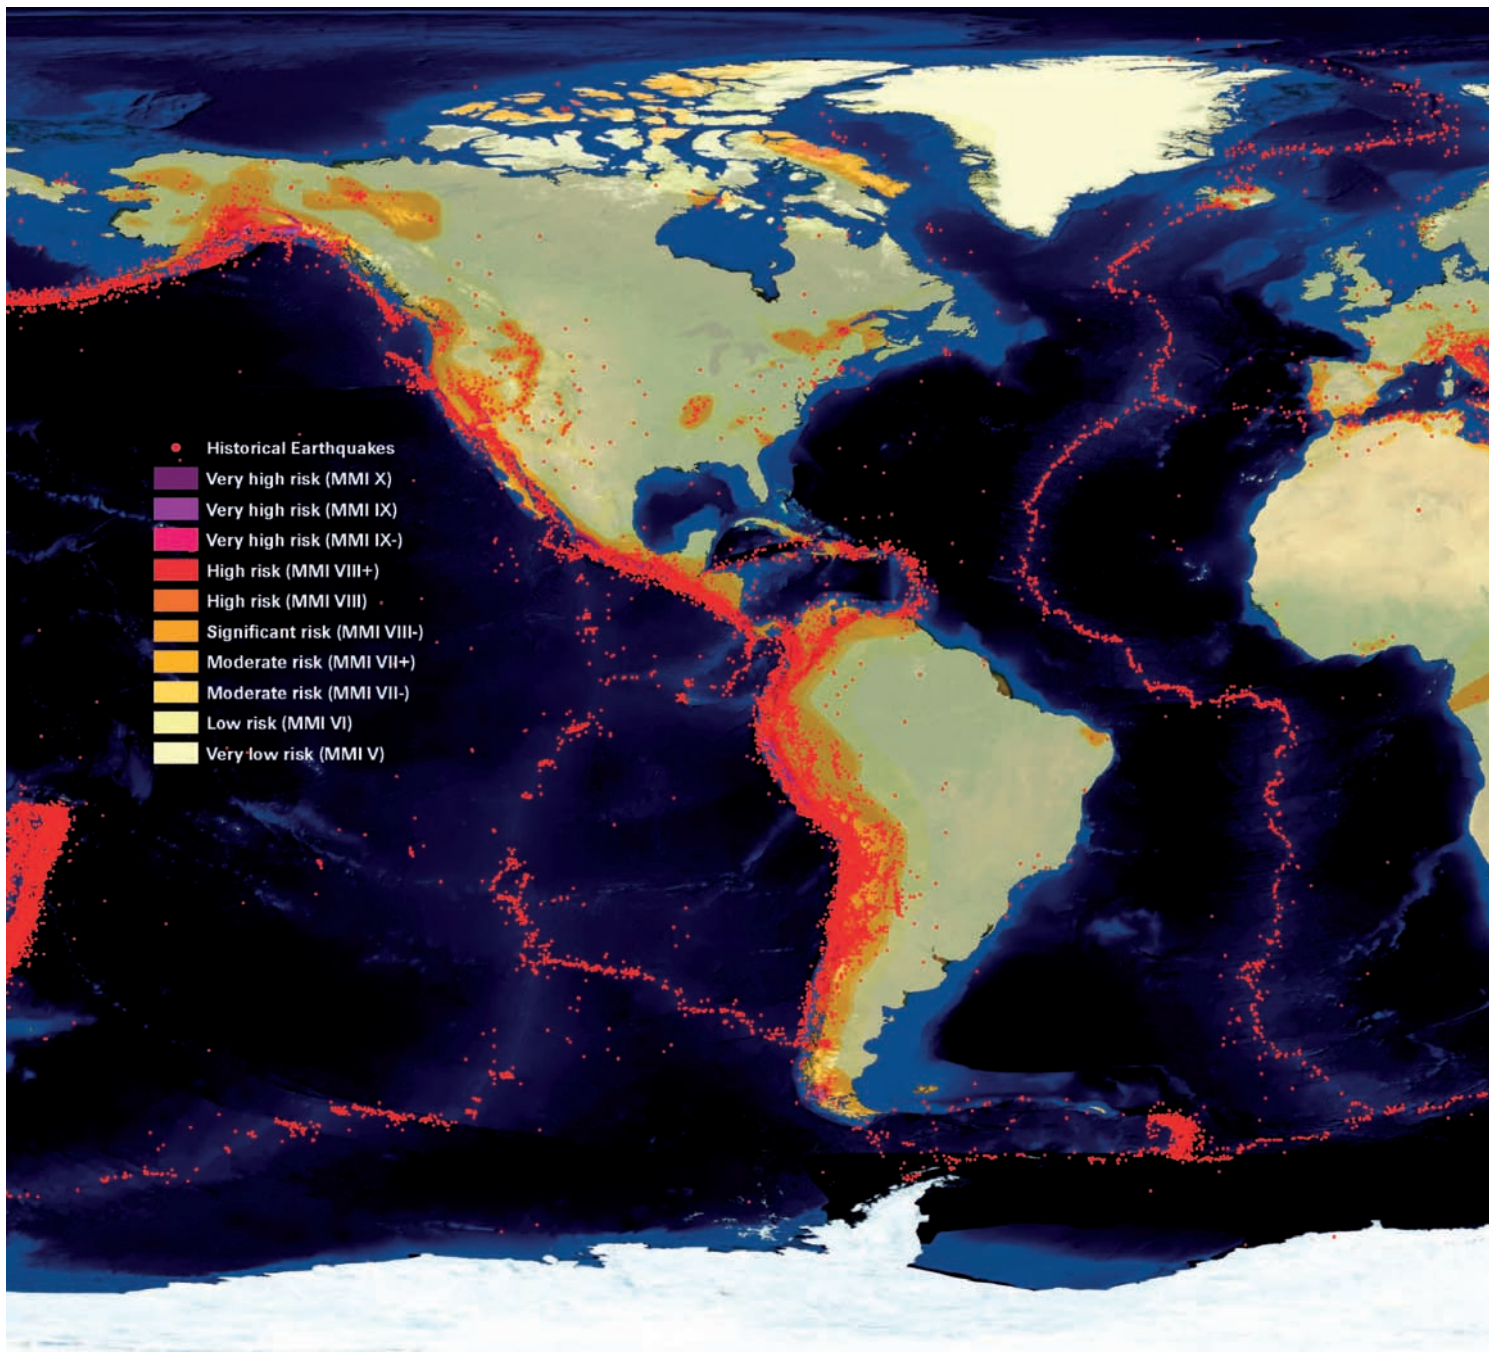 Historical Earthquakes
Very high risk (MMI X)
Very high risk (MMI IX)
Very high risk (MMI IX-)
High risk (MMI VIII+)
High risk (MMI VIII)
Significant risk (MMI VIII-)
Moderate risk (MMI VII+)
Moderate risk (MMI VII-)
Low risk (MMI VI)
Very low risk (MMI V)